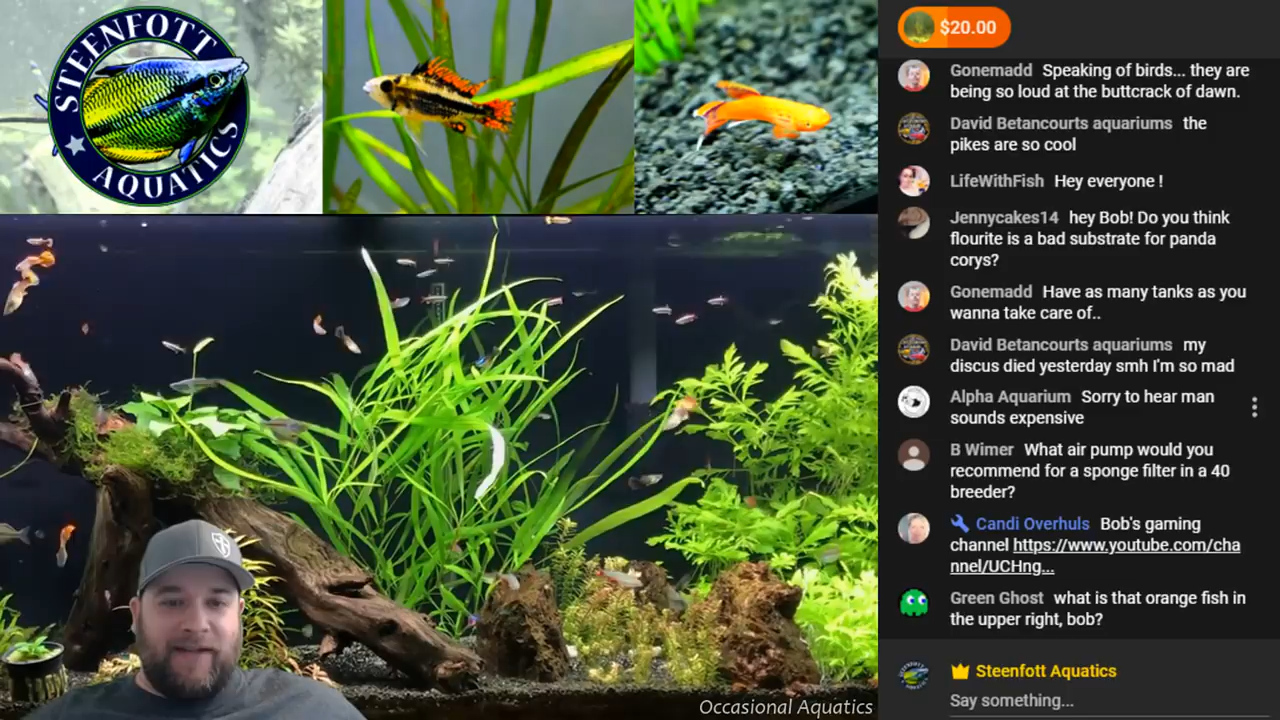 STEENFOTT
AQUATICS
$20.00
Gonemadd Speaking of birds... they are
being so loud at the buttcrack of dawn.
David Betancourts aquariums the
pikes are so cool
LifeWithFish Hey everyone !
Jennycakes14 hey Bob! Do you think
flourite is a bad substrate for panda
corys?
Gonemadd Have as many tanks as you
wanna take care of..
David Betancourts aquariums my
discus died yesterday smh I'm so mad
Alpha Aquarium Sorry to hear man
sounds expensive
B Wimer What air pump would you
recommend for a sponge filter in a 40
breeder?
Candi Overhuls Bob's gaming
channel https://www.youtube.com/cha
nnel/UCHng...
Green Ghost what is that orange fish in
the upper right, bob?
Steenfott Aquatics
Say something...
Occasional Aquatics